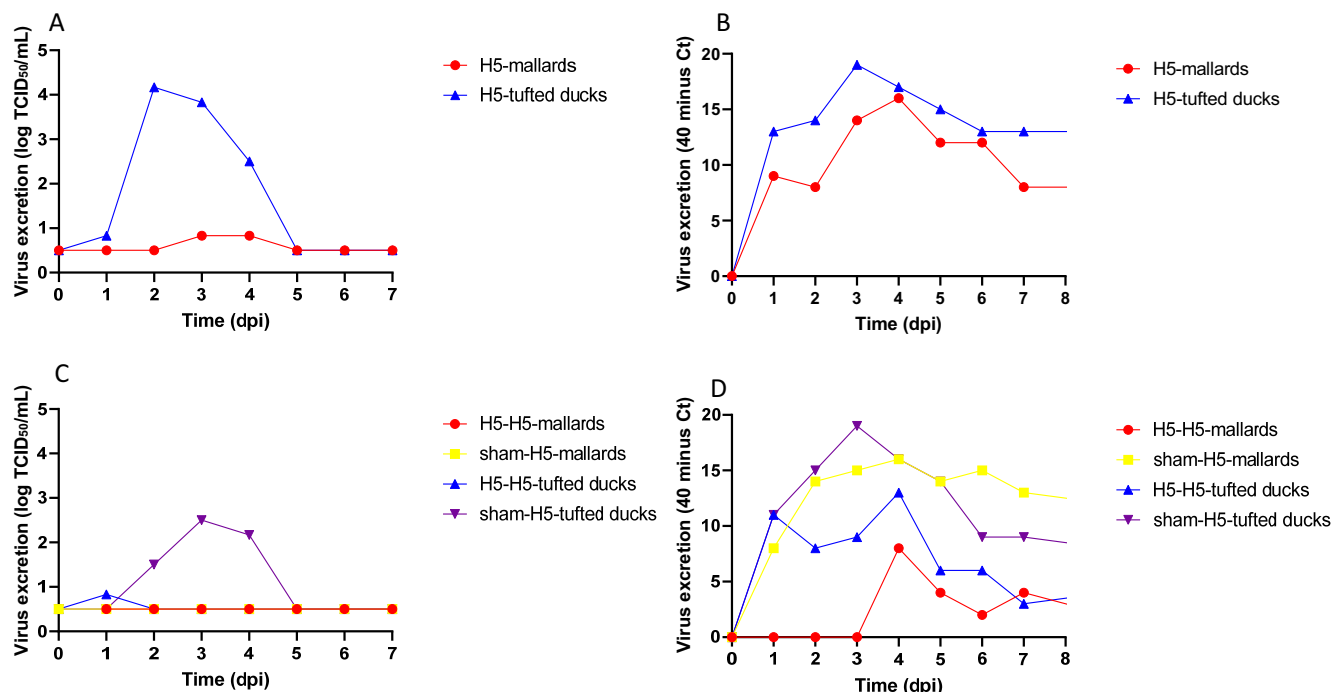 A
Virus excretion (log TCID50/mL)
5
4
3
2
1
0
0 1 2 3 4 5 6 7
Time (dpi)
H5-mallards
H5-tufted ducks
B
Virus excretion (40 minus Ct)
20
15
10
5
0
0 1 2 3 4 5 6 7 8
Time (dpi)
H5-mallards
H5-tufted ducks
C
Virus excretion (log TCID50/mL)
5
4
3
2
1
0
0 1 2 3 4 5 6 7
Time (dpi)
H5-H5-mallards
sham-H5-mallards
H5-H5-tufted ducks
sham-H5-tufted ducks
D
Virus excretion (40 minus Ct)
20
15
10
5
0
0 1 2 3 4 5 6 7 8
Time (dpi)
H5-H5-mallards
sham-H5-mallards
H5-H5-tufted ducks
sham-H5-tufted ducks